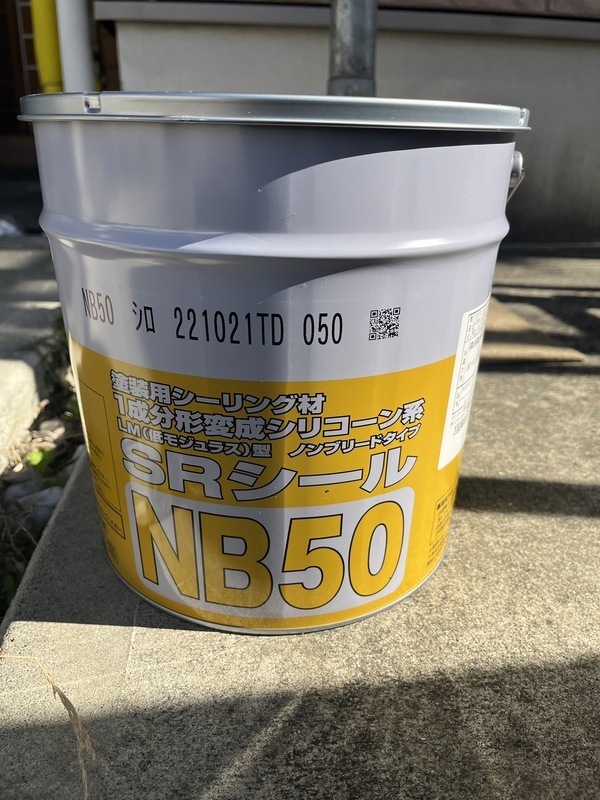 NB50 シロ 221021TD 050
塗装用シーリング材
1成分形変成シリコーン系
LM(低モジュラス)型 ノンブリードタイプ
SRシール
NB50